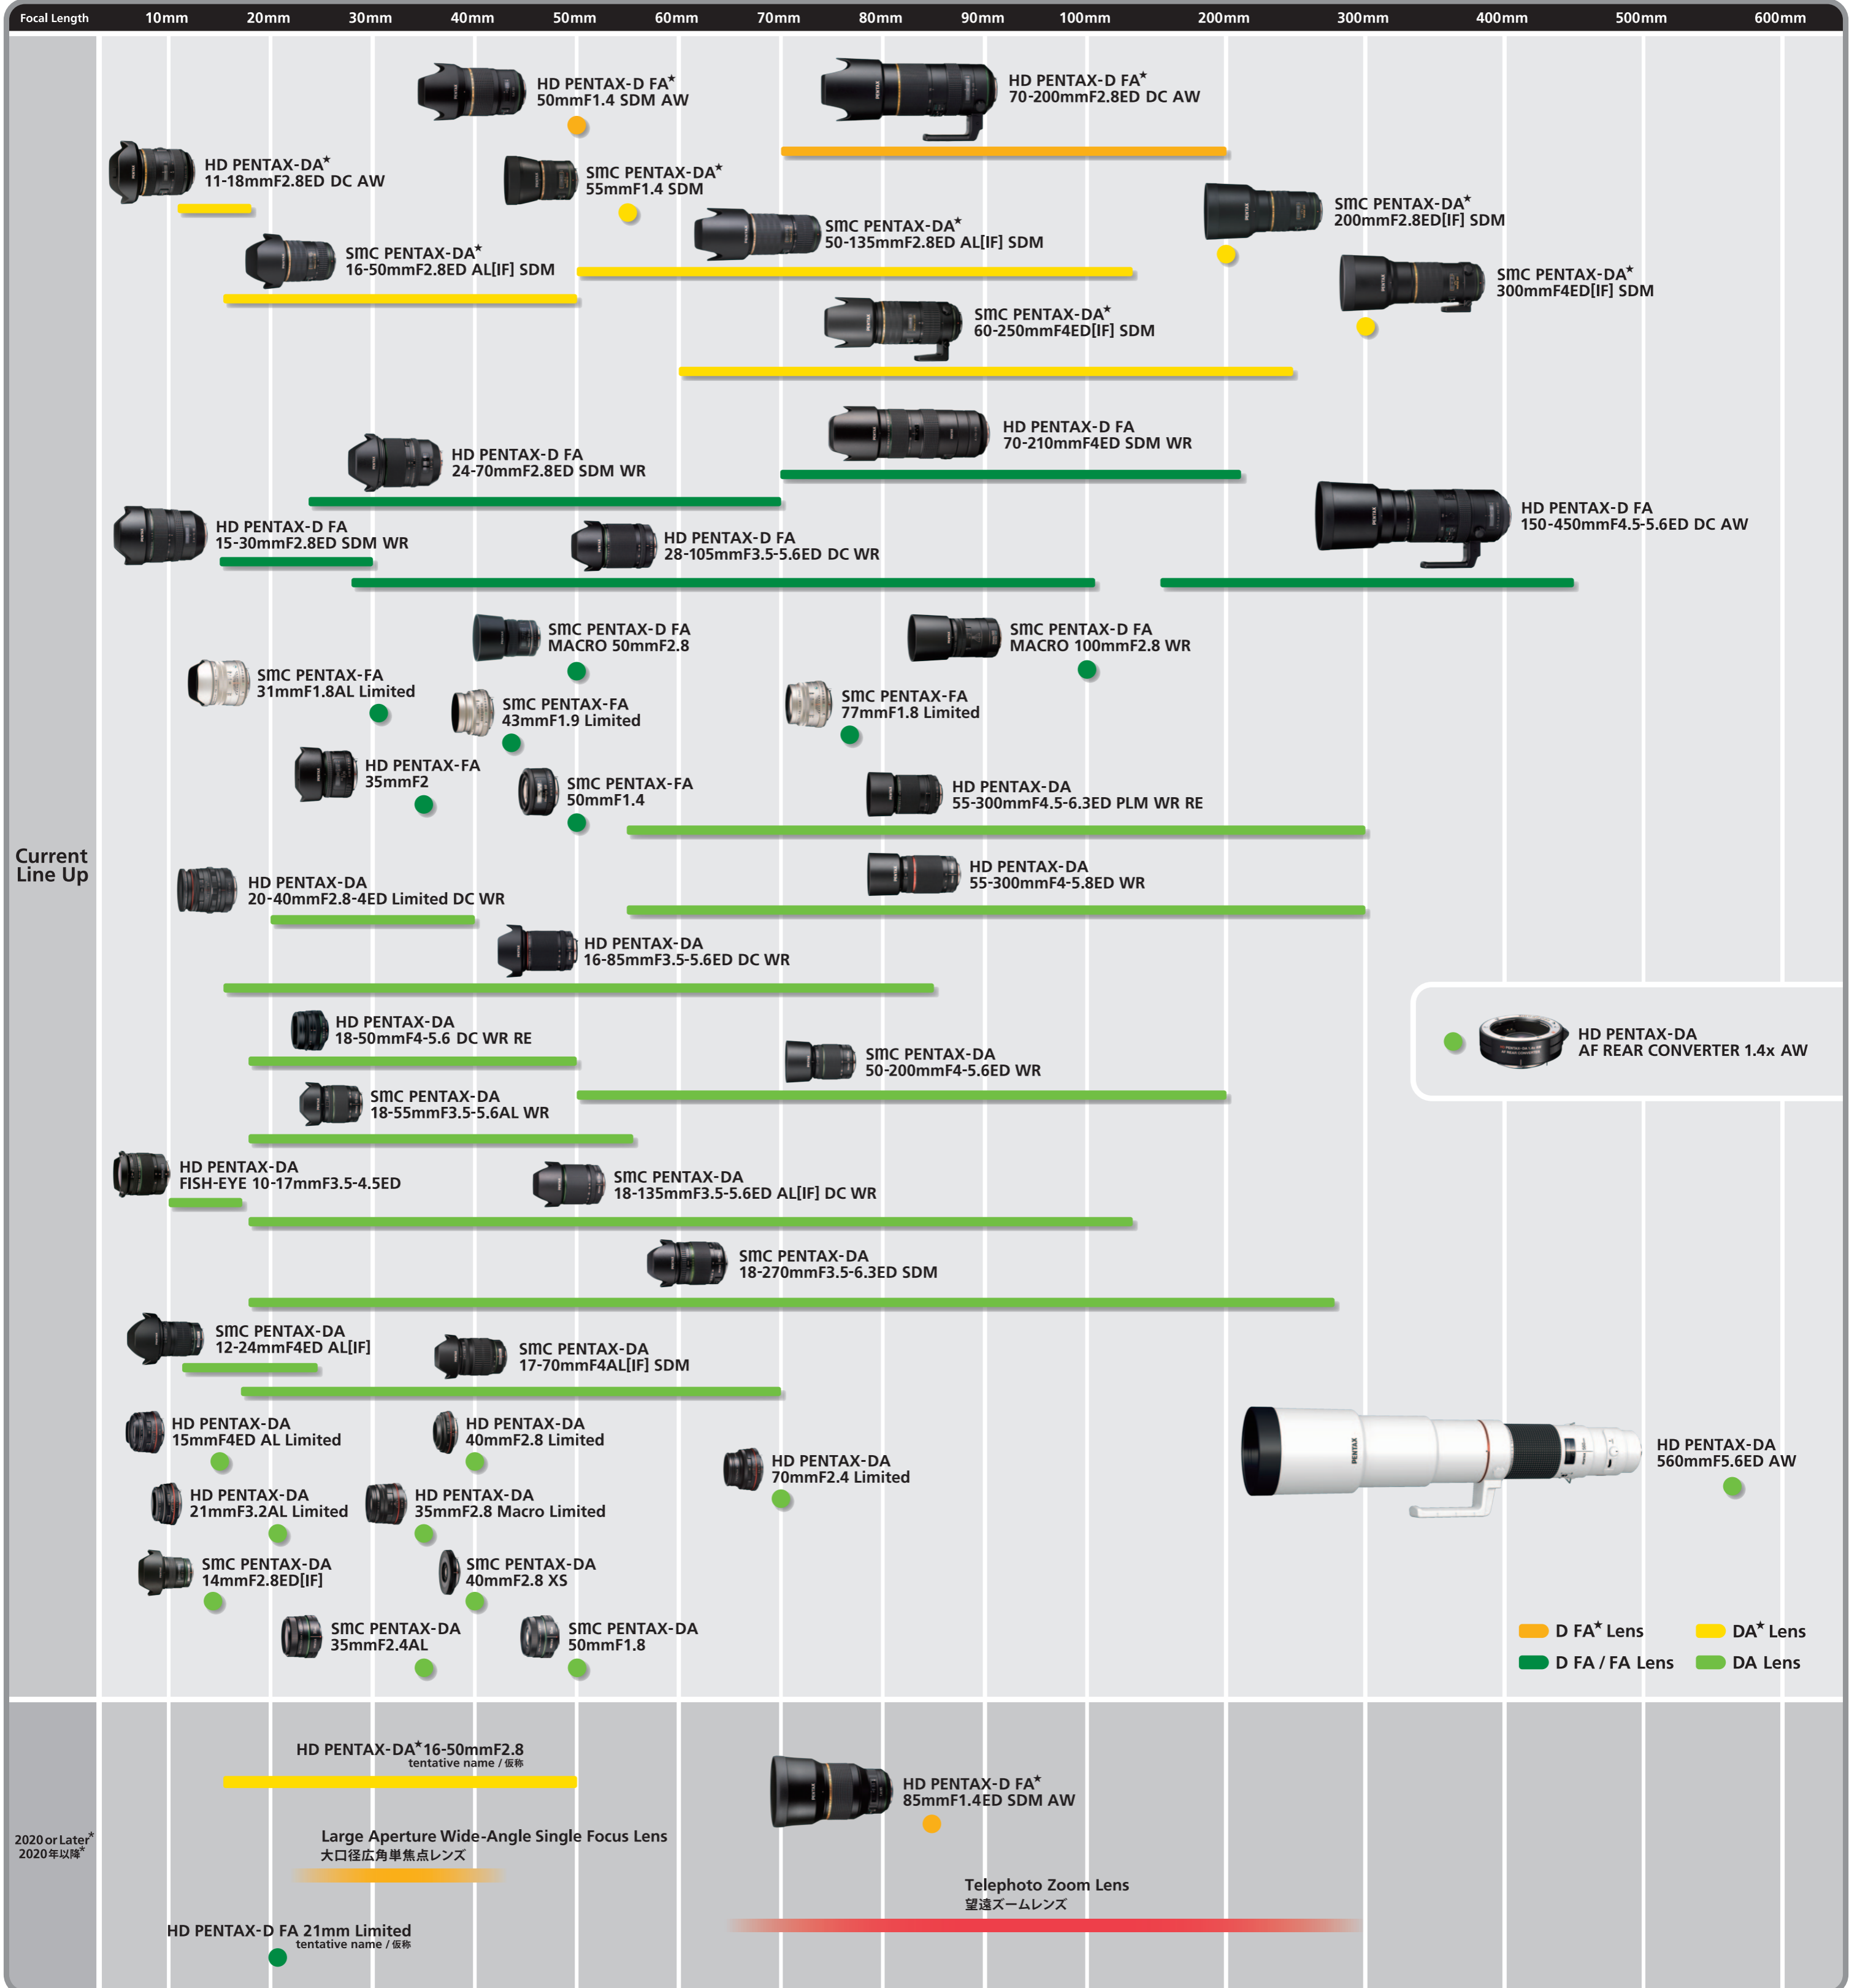 Focal Length 10mm 20mm 30mm 40mm 50mm 60mm 70mm 80mm 90mm 100mm 200mm 300mm 400mm 500mm 600mm
HD PENTAX-D FA★
50mmF1.4 SDM AW
HD PENTAX-D FA★
70-200mmF2.8ED DC AW
HD PENTAX-DA★
11-18mmF2.8ED DC AW
SMC PENTAX-DA★
55mmF1.4 SDM
SMC PENTAX-DA★
200mmF2.8ED[IF] SDM
SMC PENTAX-DA★
50-135mmF2.8ED AL[IF] SDM
SMC PENTAX-DA★
16-50mmF2.8ED AL[IF] SDM
SMC PENTAX-DA★
300mmF4ED[IF] SDM
SMC PENTAX-DA★
60-250mmF4ED[IF] SDM
HD PENTAX-D FA
70-210mmF4ED SDM WR
HD PENTAX-D FA
24-70mmF2.8ED SDM WR
HD PENTAX-D FA
150-450mmF4.5-5.6ED DC AW
HD PENTAX-D FA
15-30mmF2.8ED SDM WR
HD PENTAX-D FA
28-105mmF3.5-5.6ED DC WR
SMC PENTAX-D FA
MACRO 50mmF2.8
SMC PENTAX-D FA
MACRO 100mmF2.8 WR
SMC PENTAX-FA
31mmF1.8AL Limited
SMC PENTAX-FA
43mmF1.9 Limited
SMC PENTAX-FA
77mmF1.8 Limited
HD PENTAX-FA
35mmF2
SMC PENTAX-FA
50mmF1.4
HD PENTAX-DA
55-300mmF4.5-6.3ED PLM WR RE
Current
Line Up
HD PENTAX-DA
20-40mmF2.8-4ED Limited DC WR
HD PENTAX-DA
55-300mmF4-5.8ED WR
HD PENTAX-DA
16-85mmF3.5-5.6ED DC WR
HD PENTAX-DA
18-50mmF4-5.6 DC WR RE
HD PENTAX-DA
AF REAR CONVERTER 1.4x AW
SMC PENTAX-DA
50-200mmF4-5.6ED WR
SMC PENTAX-DA
18-55mmF3.5-5.6AL WR
HD PENTAX-DA
FISH-EYE 10-17mmF3.5-4.5ED
SMC PENTAX-DA
18-135mmF3.5-5.6ED AL[IF] DC WR
SMC PENTAX-DA
18-270mmF3.5-6.3ED SDM
SMC PENTAX-DA
12-24mmF4ED AL[IF]
SMC PENTAX-DA
17-70mmF4AL[IF] SDM
HD PENTAX-DA
15mmF4ED AL Limited
HD PENTAX-DA
40mmF2.8 Limited
HD PENTAX-DA
70mmF2.4 Limited
PENTAX
HD PENTAX-DA
560mmF5.6ED AW
HD PENTAX-DA
21mmF3.2AL Limited
HD PENTAX-DA
35mmF2.8 Macro Limited
SMC PENTAX-DA
14mmF2.8ED[IF]
SMC PENTAX-DA
40mmF2.8 XS
SMC PENTAX-DA
35mmF2.4AL
SMC PENTAX-DA
50mmF1.8
D FA★ Lens
DA★ Lens
D FA / FA Lens
DA Lens
2020 or Later*
2020年以降*
HD PENTAX-DA★16-50mmF2.8
tentative name / 仮称
HD PENTAX-D FA★
85mmF1.4ED SDM AW
Large Aperture Wide-Angle Single Focus Lens
大口径広角単焦点レンズ
Telephoto Zoom Lens
望遠ズームレンズ
HD PENTAX-D FA 21mm Limited
tentative name / 仮称